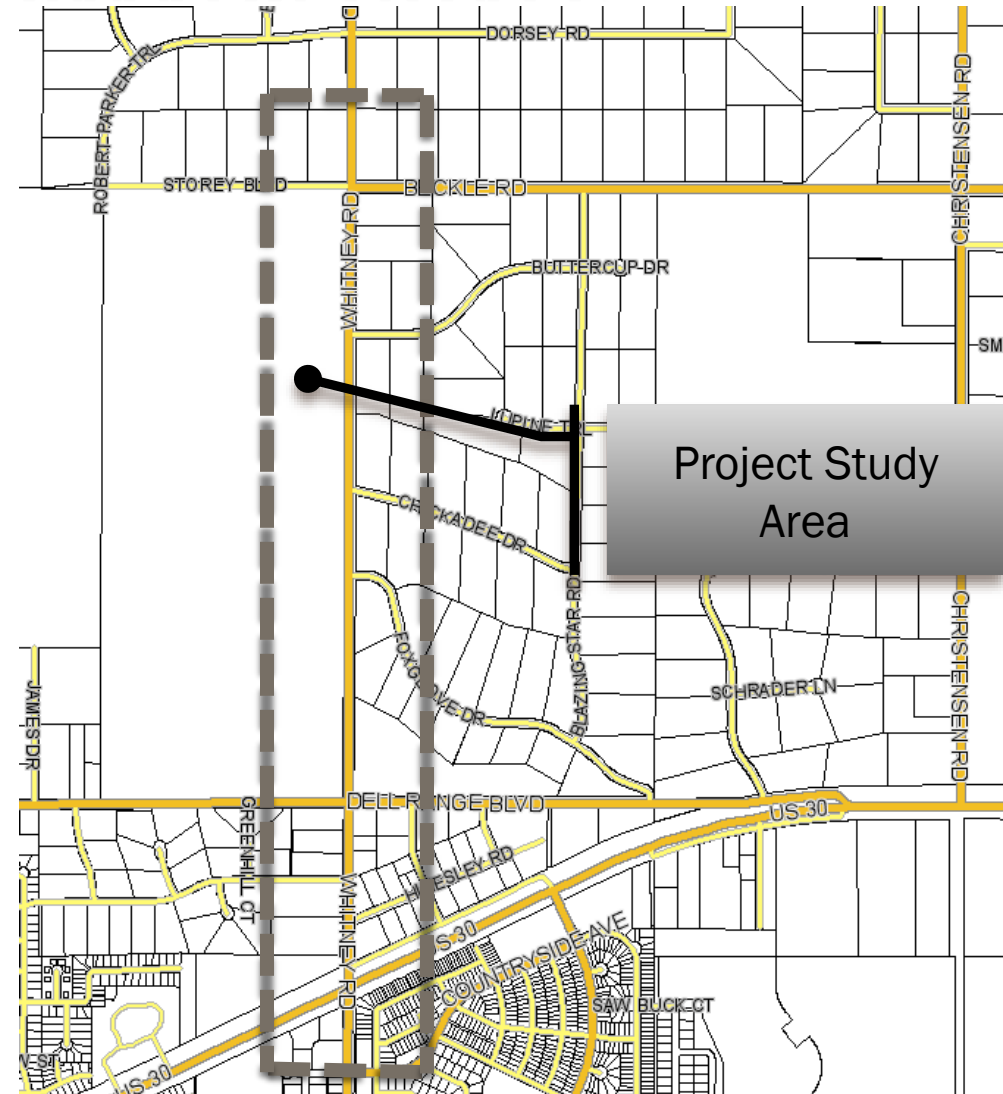 DORSEY RD
ROBERT PARKER TRL
CHRISTENSEN RD
STOREY BLVD
BECKLE RD
WHITNEY RD
BUTTERCUP DR
SM
LUPINE TRL
Project Study
Area
CHICKADEE DR
BLAZING STAR RD
CHRISTENSEN RD
FOXGLOVE DR
SCHRADER LN
JAMES DR
DELL RANGE BLVD
US 30
GREENHILL CT
WHITNEY RD
US 30
COUNTRYSIDE AVE
SAW BUCK CT
US 30